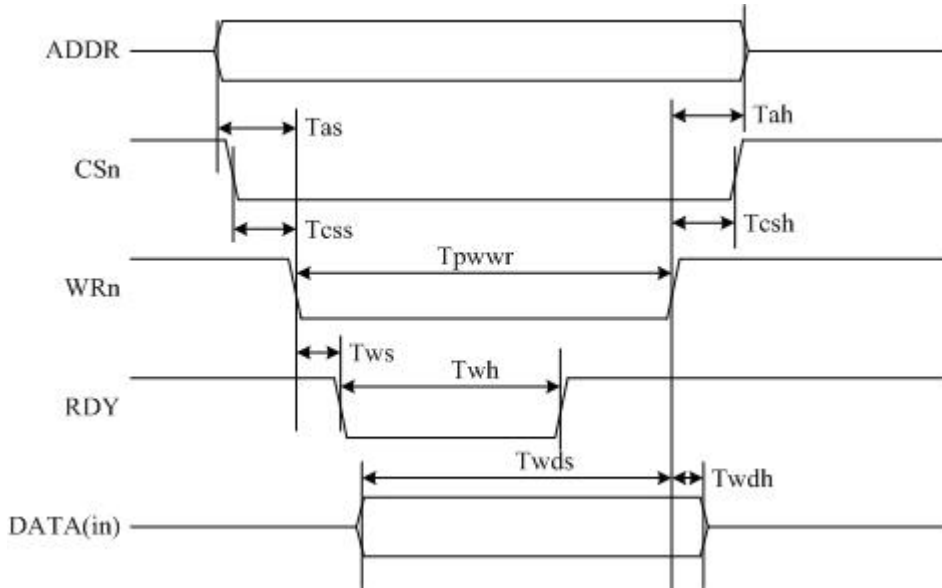 ADDR
Tas
Tah
CSn
Tcss
Tcsh
Tpwwr
WRn
Tws
Twh
RDY
Twds
Twdh
DATA(in)